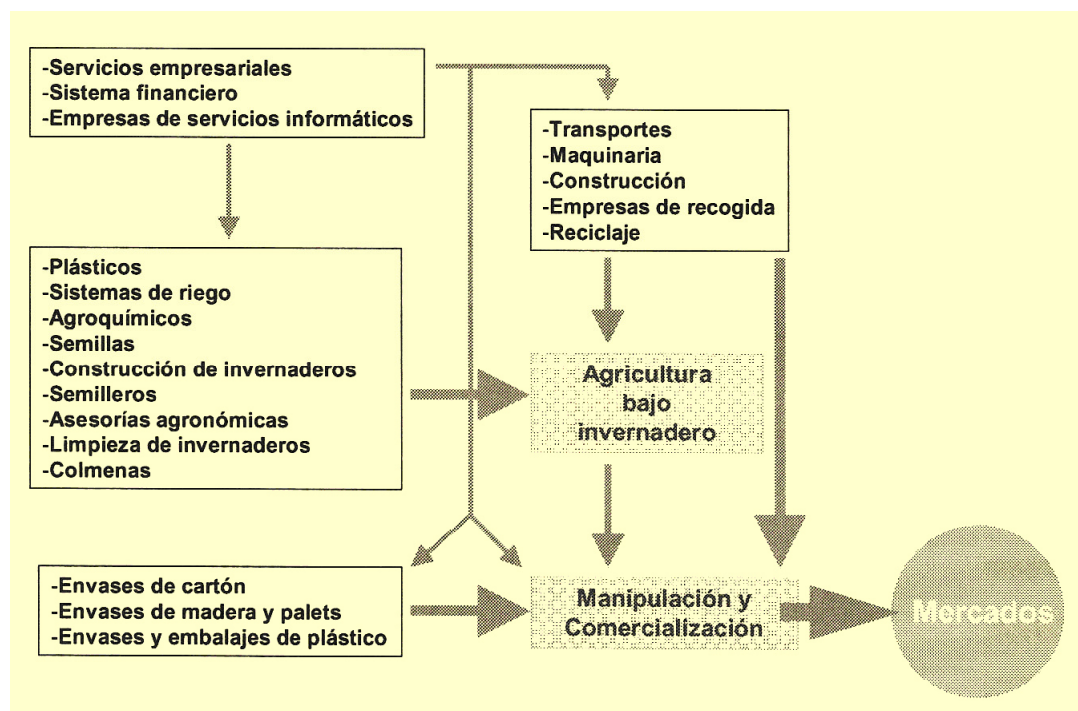 -Servicios empresariales
-Sistema financiero
-Empresas de servicios informáticos
-Transportes
-Maquinaria
-Construcción
-Empresas de recogida
-Reciclaje
-Plásticos
-Sistemas de riego
-Agroquímicos
-Semillas
-Construcción de invernaderos
-Semilleros
-Asesorías agronómicas
-Limpieza de invernaderos
-Colmenas
Agricultura
bajo
invernadero
-Envases de cartón
-Envases de madera y palets
-Envases y embalajes de plástico
Manipulación y
Comercialización
Mercados